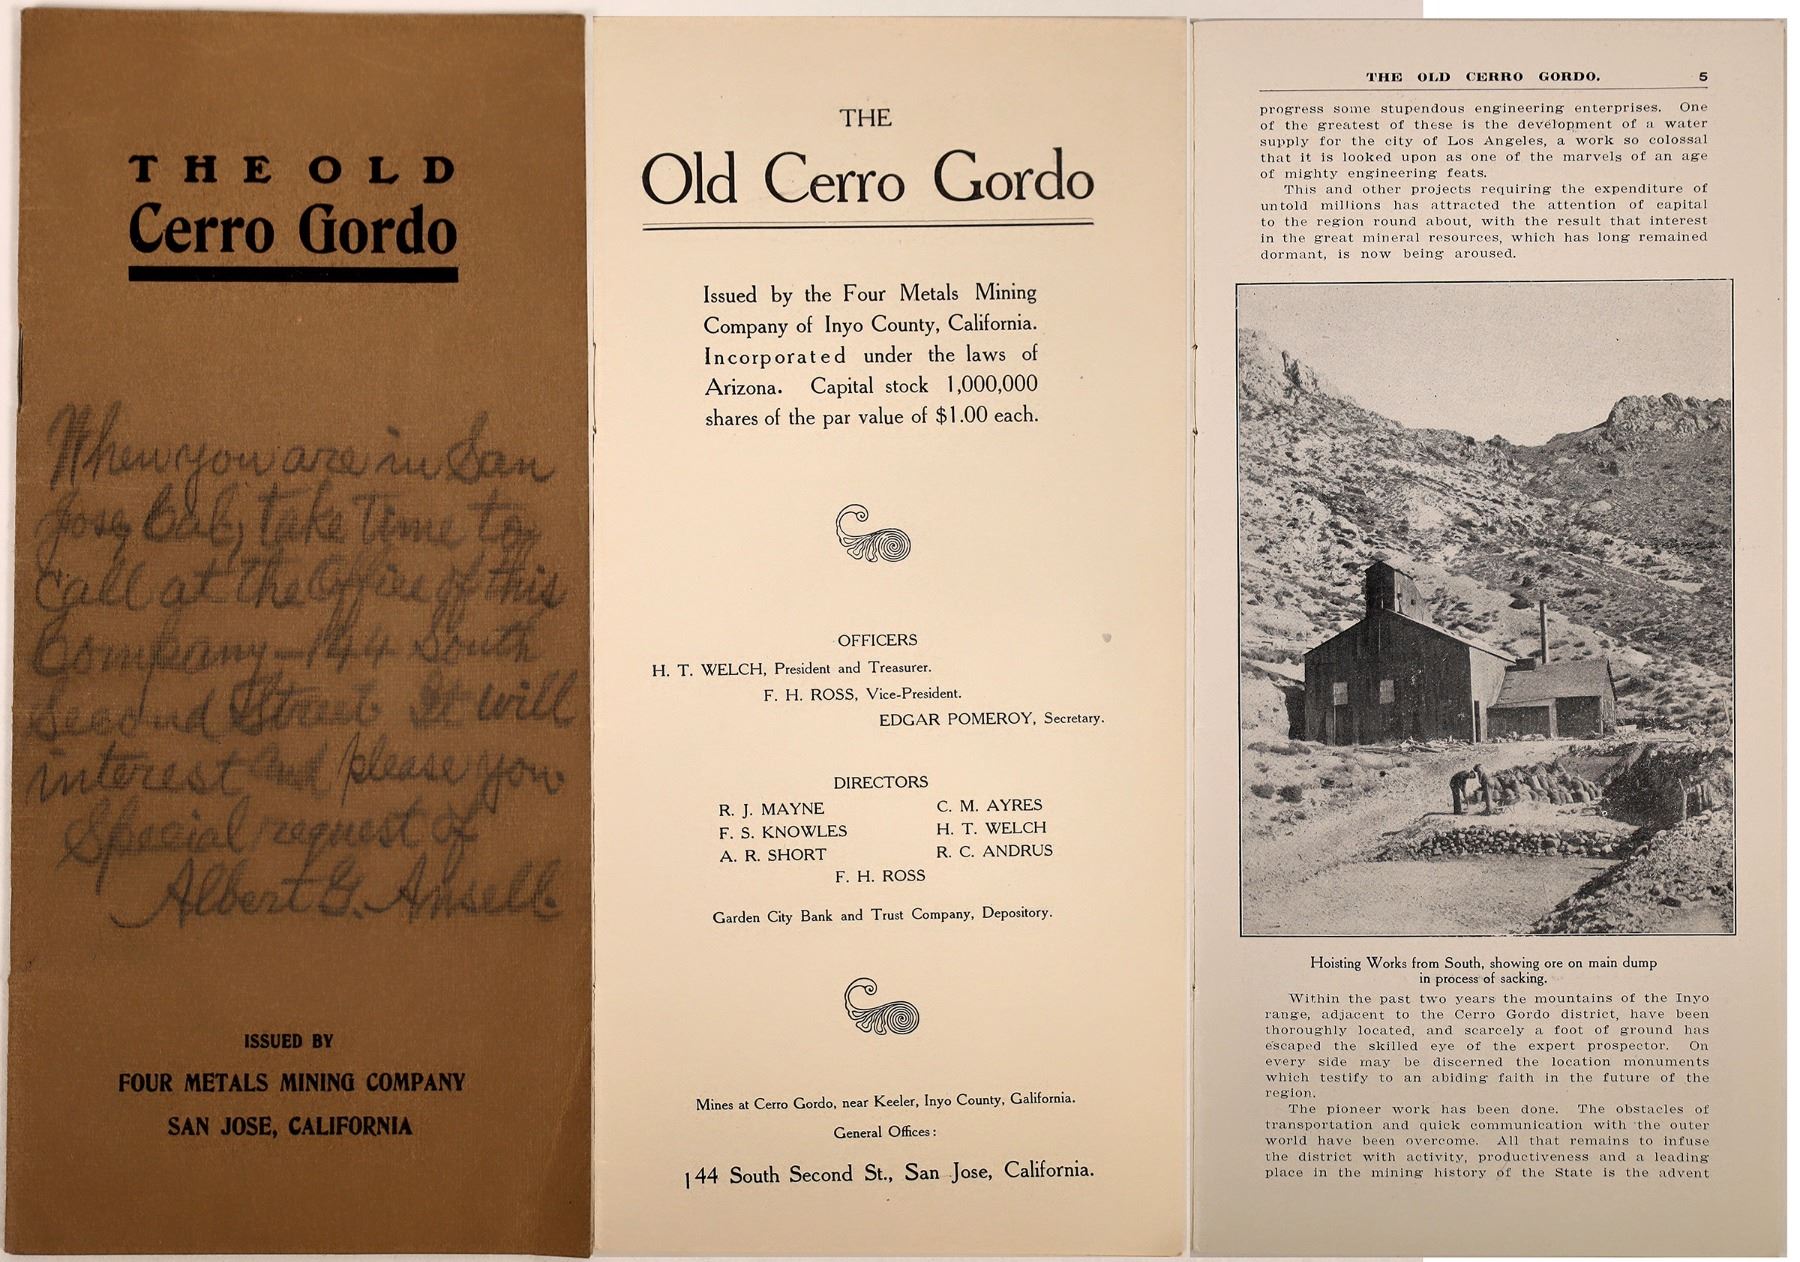 THE OLD
Cerro Gordo
When you are in San
Jose, Cal, take time to
Call at the Office of this
Company - 144 South
Second Street. It will
interest and please you.
Special request of
Albert G. Ansell.
ISSUED BY
FOUR METALS MINING COMPANY
SAN JOSE, CALIFORNIA
THE
Old Cerro Gordo
Issued by the Four Metals Mining
Company of Inyo County, California.
Incorporated under the laws of
Arizona. Capital stock 1,000,000
shares of the par value of $1.00 each.
OFFICERS
H. T. WELCH, President and Treasurer.
F. H. ROSS, Vice-President.
EDGAR POMEROY, Secretary.
DIRECTORS
R. J. MAYNE C. M. AYRES
F. S. KNOWLES H. T. WELCH
A. R. SHORT R. C. ANDRUS
F. H. ROSS
Garden City Bank and Trust Company, Depository.
Mines at Cerro Gordo, near Keeler, Inyo County, California.
General Offices:
144 South Second St., San Jose, California.
THE OLD CERRO GORDO. 5
progress some stupendous engineering enterprises. One
of the greatest of these is the development of a water
supply for the city of Los Angeles, a work so colossal
that it is looked upon as one of the marvels of an age
of mighty engineering feats.
This and other projects requiring the expenditure of
untold millions has attracted the attention of capital
to the region round about, with the result that interest
in the great mineral resources, which has long remained
dormant, is now being aroused.
Hoisting Works from South, showing ore on main dump
in process of sacking.
Within the past two years the mountains of the Inyo
range, adjacent to the Cerro Gordo district, have been
thoroughly located, and scarcely a foot of ground has
escaped the skilled eye of the expert prospector. On
every side may be discerned the location monuments
which testify to an abiding faith in the future of the
region.
The pioneer work has been done. The obstacles of
transportation and quick communication with the outer
world have been overcome. All that remains to infuse
the district with activity, productiveness and a leading
place in the mining history of the State is the advent